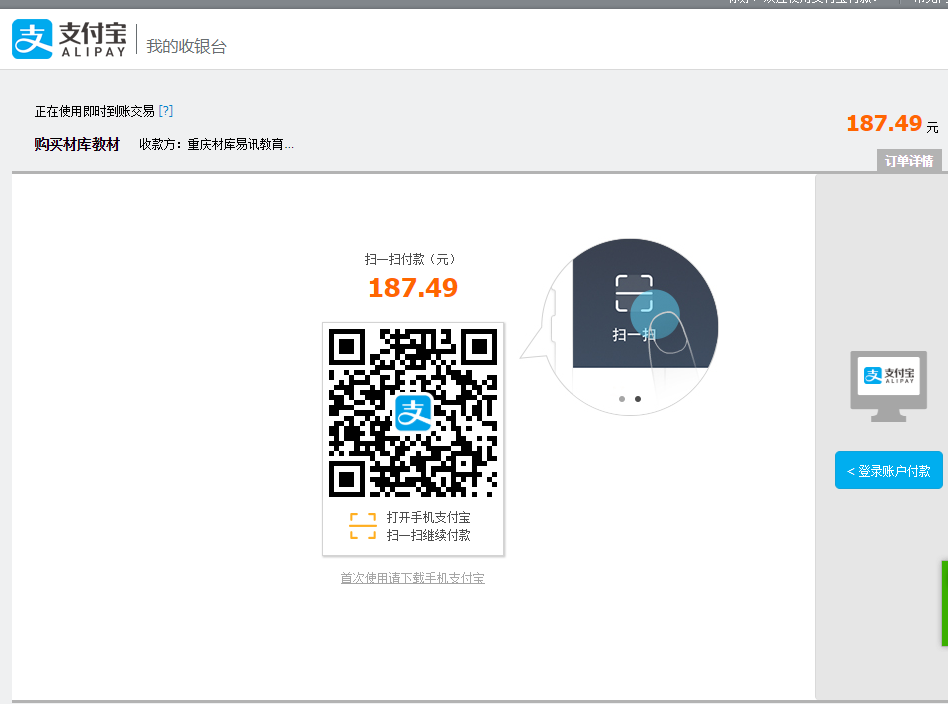 支付宝
ALIPAY
我的收银台
正在使用即时到账交易 [?]
187.49 元
购买材库教材 收款方：重庆材库易讯教育...
订单详情
扫一扫付款（元）
187.49
扫一扫
支付宝
ALIPAY
< 登录账户付款
支
打开手机支付宝
扫一扫继续付款
首次使用请下载手机支付宝